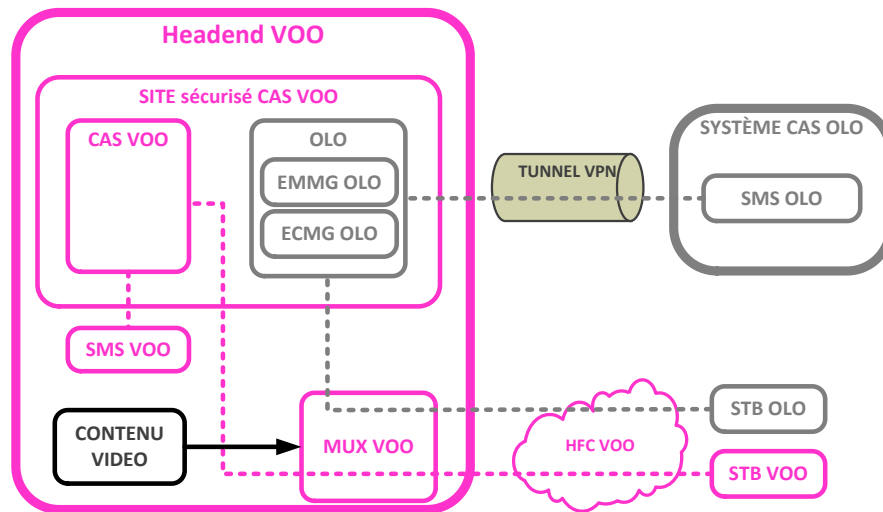 Headend VOO
SITE sécurisé CAS VOO
CAS VOO
OLO
EMMG OLO
ECMG OLO
TUNNEL VPN
SYSTÈME CAS OLO
SMS OLO
SMS VOO
CONTENU
VIDEO
MUX VOO
HFC VOO
STB OLO
STB VOO